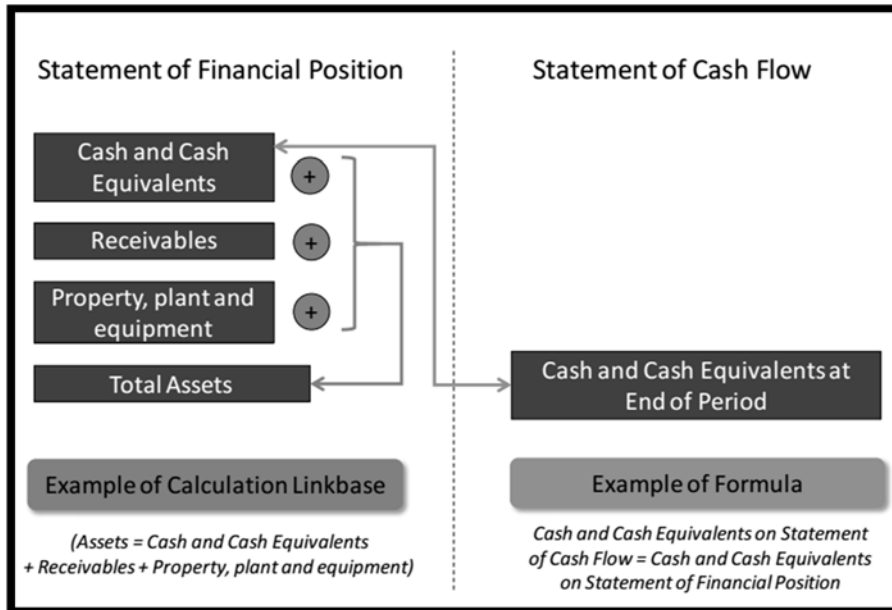 Statement of Financial Position
Statement of Cash Flow
Cash and Cash
Equivalents
+
Receivables
+
Property, plant and
equipment
+
Total Assets
Cash and Cash Equivalents at
End of Period
Example of Calculation Linkbase
Example of Formula
(Assets = Cash and Cash Equivalents
+ Receivables + Property, plant and equipment)
Cash and Cash Equivalents on Statement
of Cash Flow = Cash and Cash Equivalents
on Statement of Financial Position